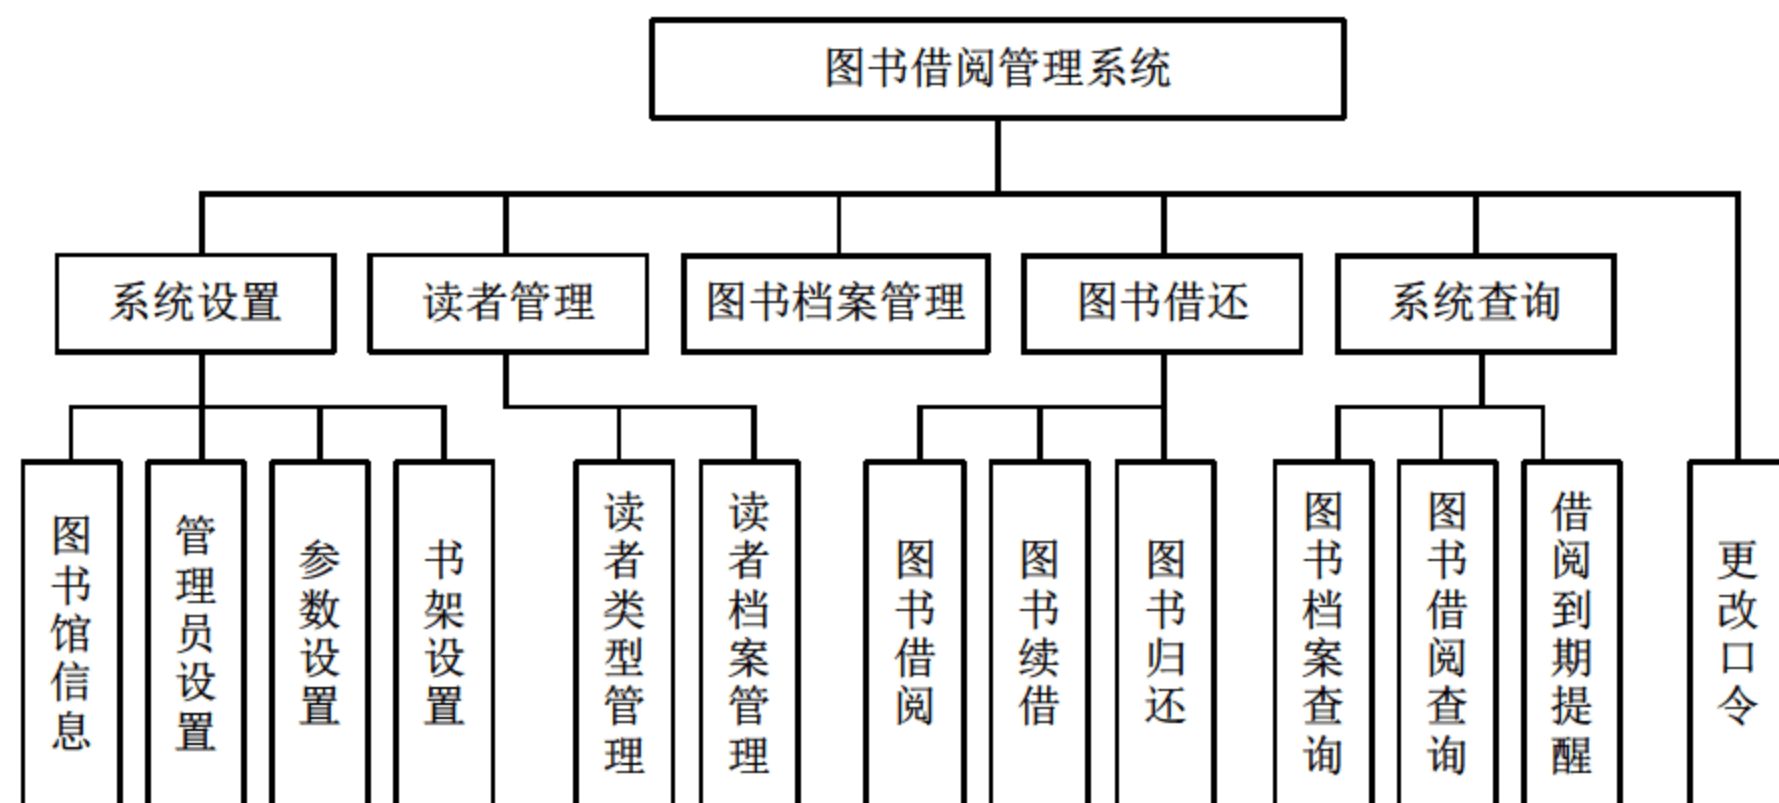 图书借阅管理系统
系统设置
读者管理
图书档案管理
图书借还
系统查询
图书馆信息
管理员设置
参数设置
书架设置
读者类型管理
读者档案管理
图书借阅
图书续借
图书归还
图书档案查询
图书借阅查询
借阅到期提醒
更改口令